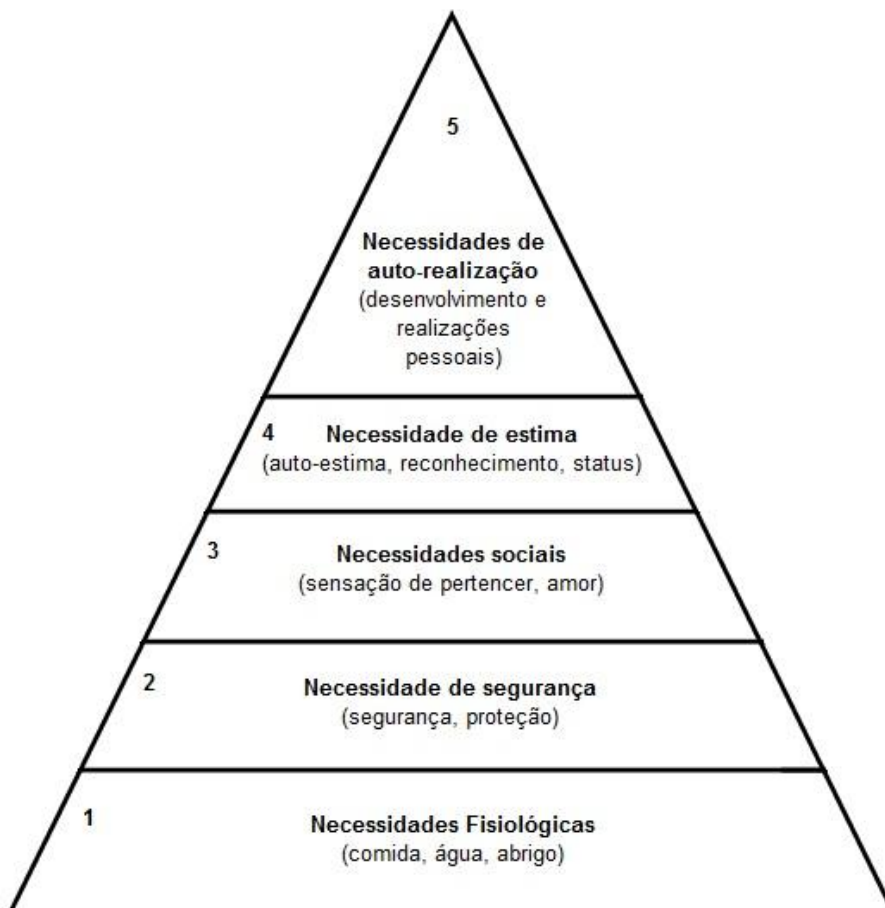 5
Necessidades de
auto-realização
(desenvolvimento e
realizações
pessoais)
4 Necessidade de estima
(auto-estima, reconhecimento, status)
3 Necessidades sociais
(sensação de pertencer, amor)
2 Necessidade de segurança
(segurança, proteção)
1 Necessidades Fisiológicas
(comida, água, abrigo)